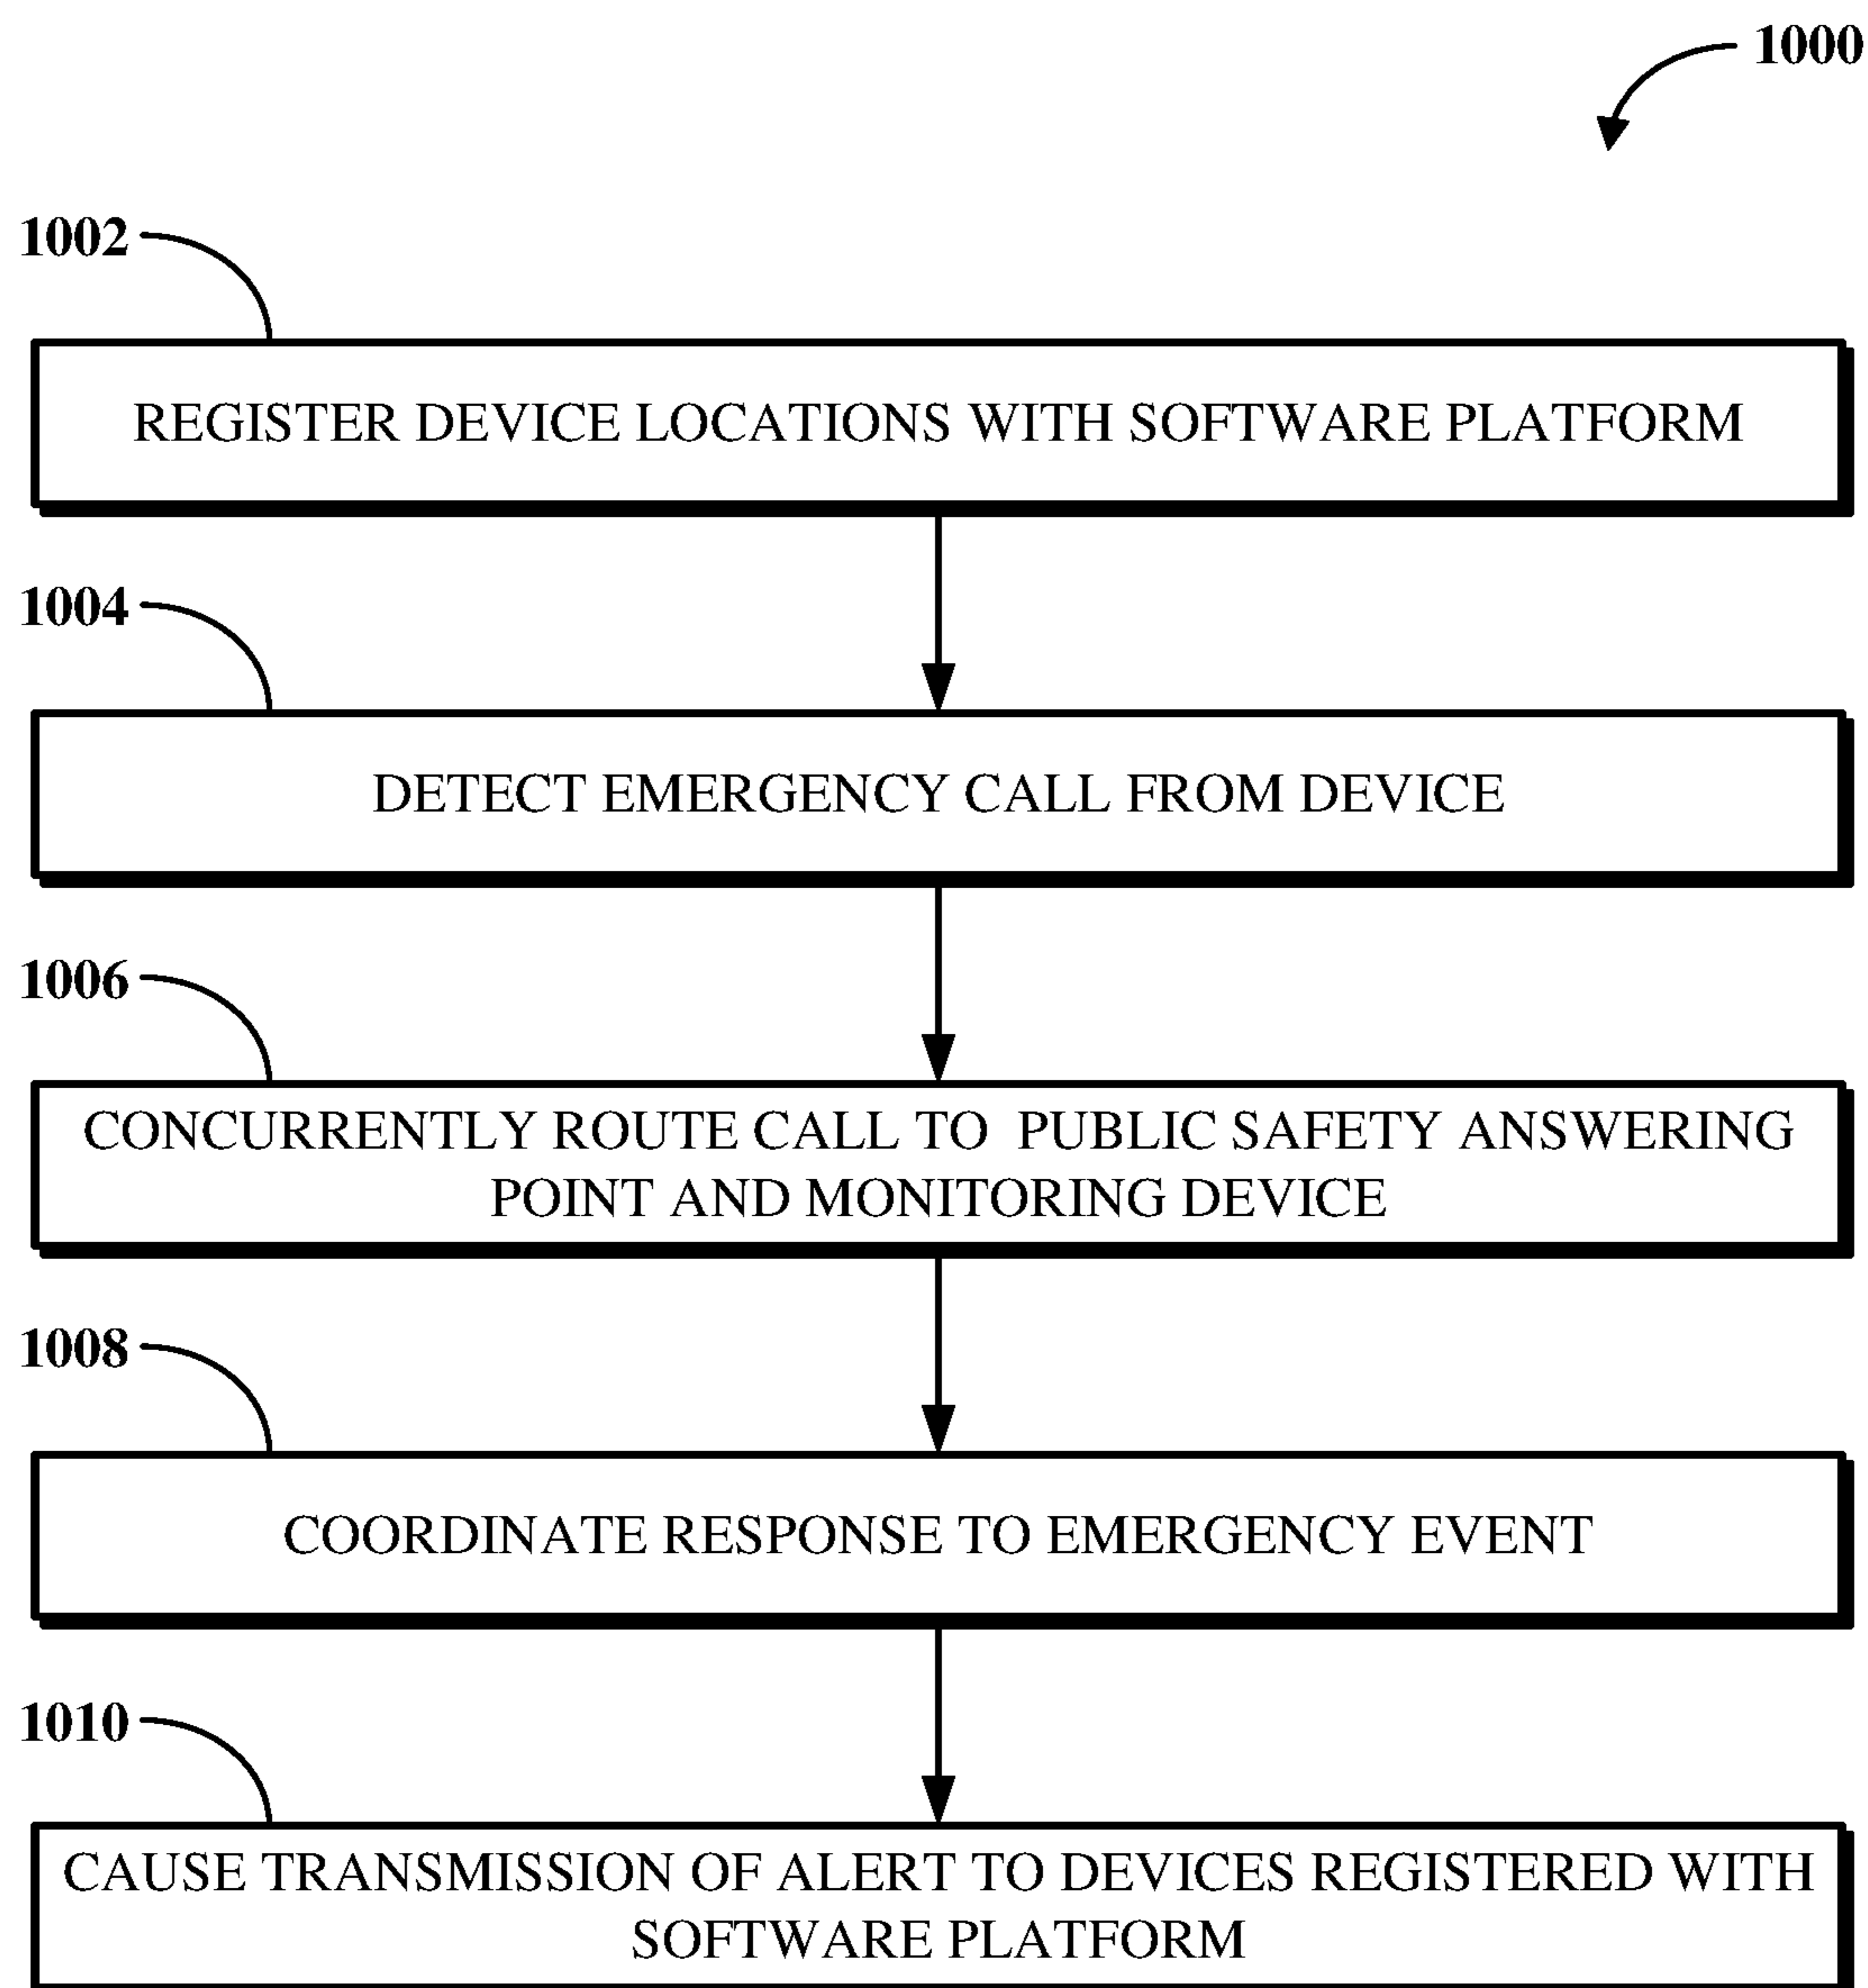 1000
1002
REGISTER DEVICE LOCATIONS WITH SOFTWARE PLATFORM
1004
DETECT EMERGENCY CALL FROM DEVICE
1006
CONCURRENTLY ROUTE CALL TO PUBLIC SAFETY ANSWERING
POINT AND MONITORING DEVICE
1008
COORDINATE RESPONSE TO EMERGENCY EVENT
1010
CAUSE TRANSMISSION OF ALERT TO DEVICES REGISTERED WITH
SOFTWARE PLATFORM